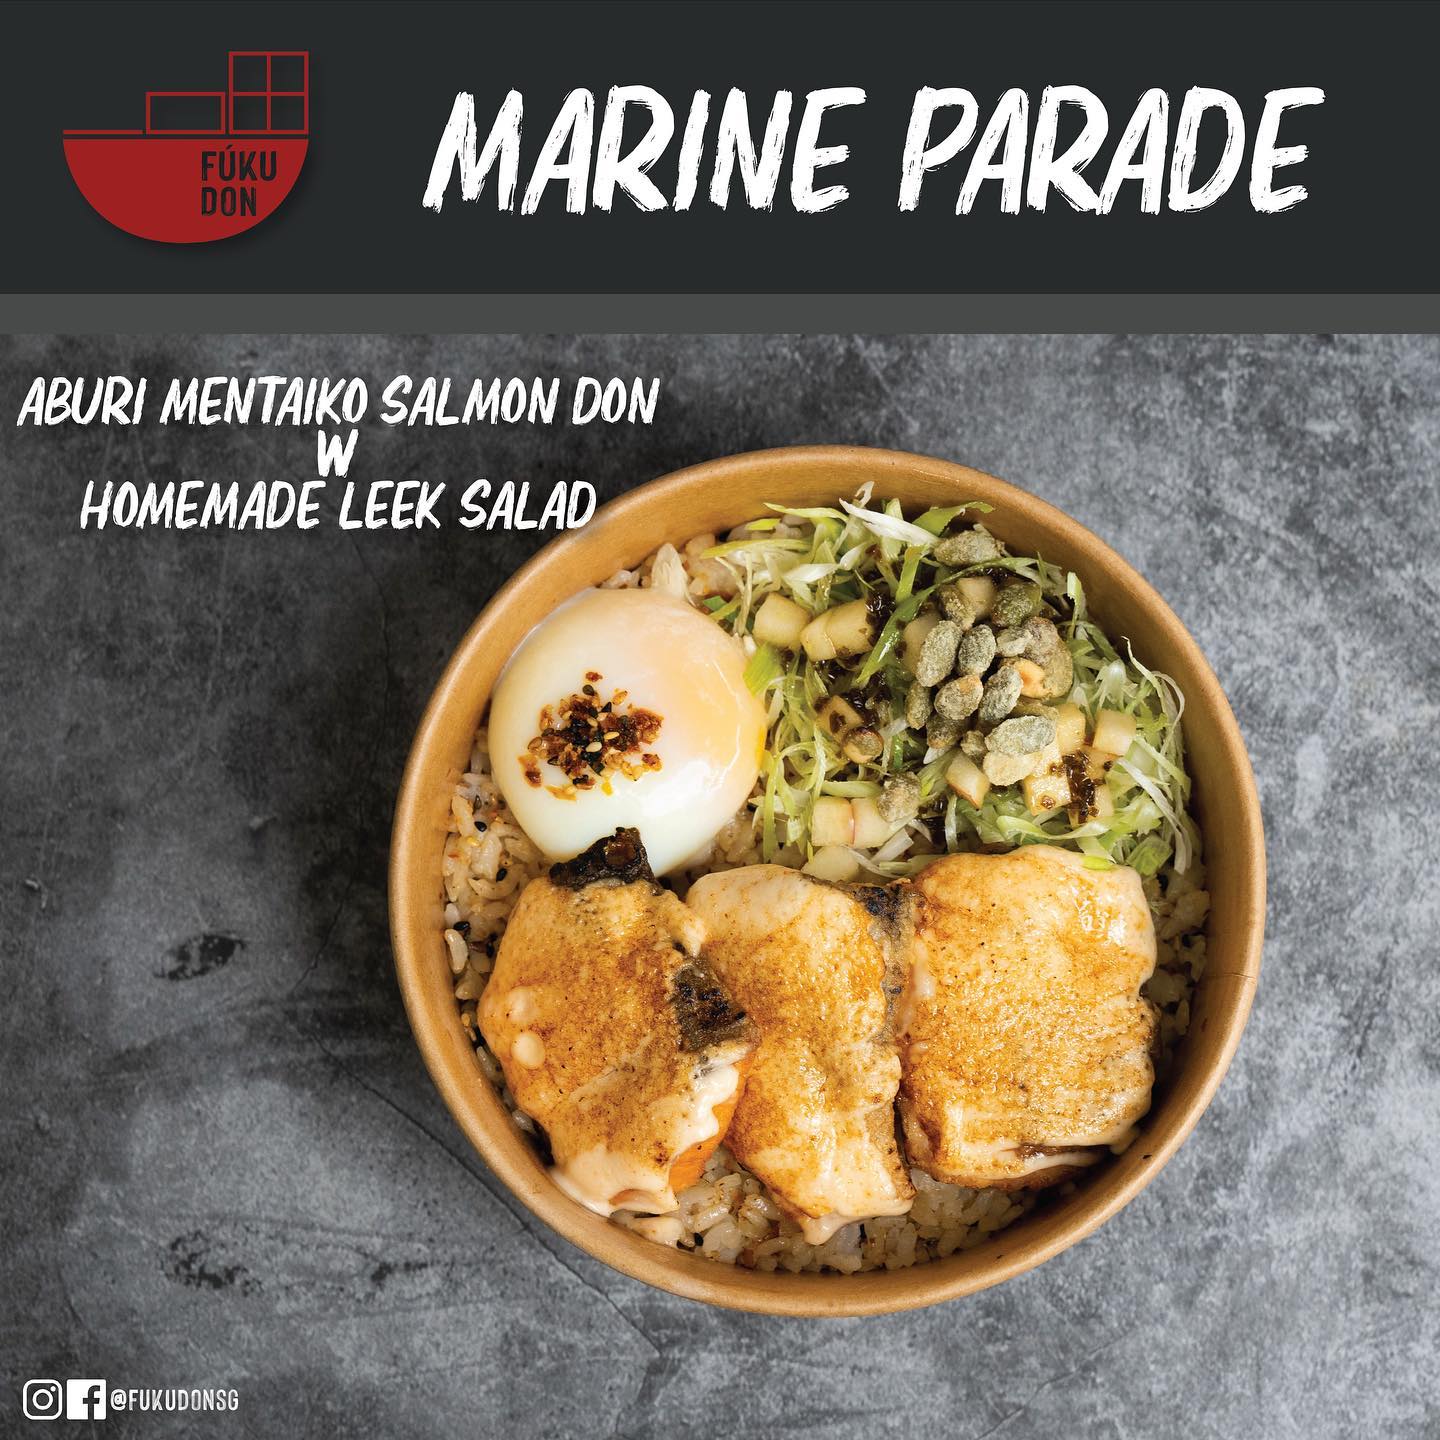 FÚKU
DON
MARINE PARADE
ABURI MENTAIKO SALMON DON
W
HOMEMADE LEEK SALAD
@FUKUDONSG